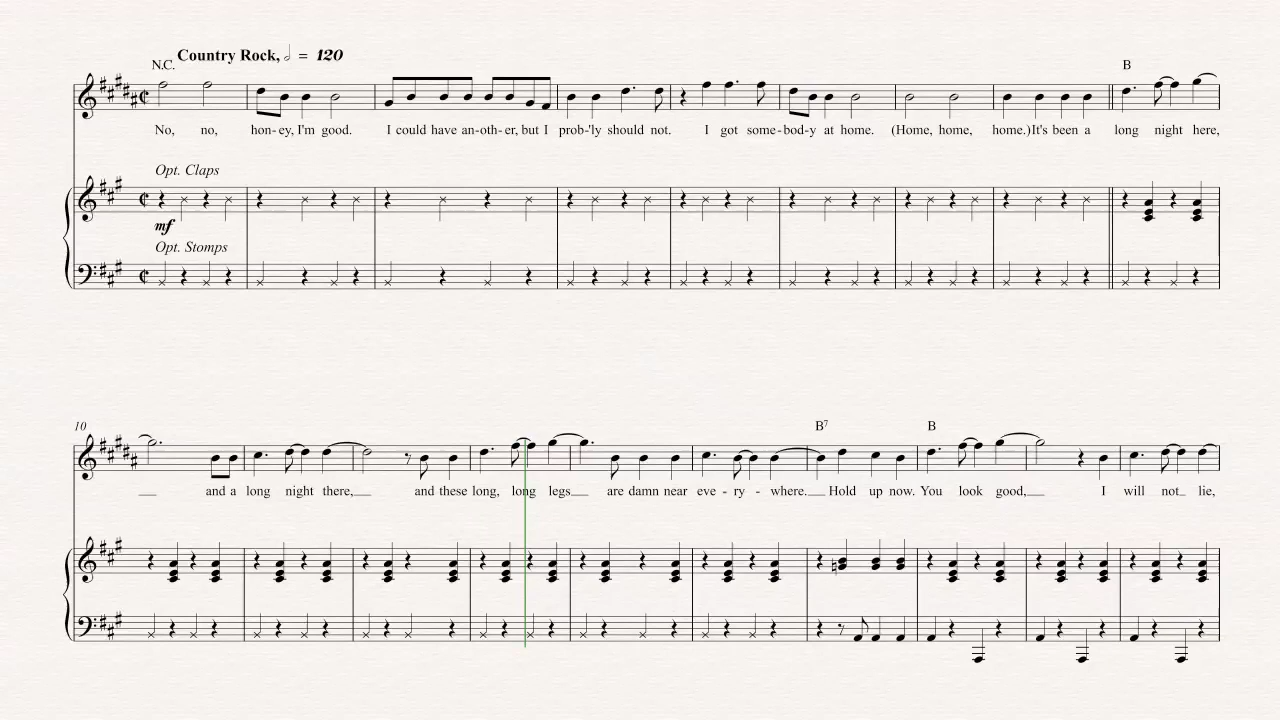 Country Rock, 𝅗𝅥 = 120
N.C. B
No, no, hon-ey, I'm good. I could have an-oth-er, but I prob-'ly should not. I got some-bod-y at home. (Home, home, home.) It's been a long night here,
Opt. Claps
mf
Opt. Stomps
10
B7 B
and a long night there, and these long, long legs are damn near eve - ry - where. Hold up now. You look good, I will not lie,